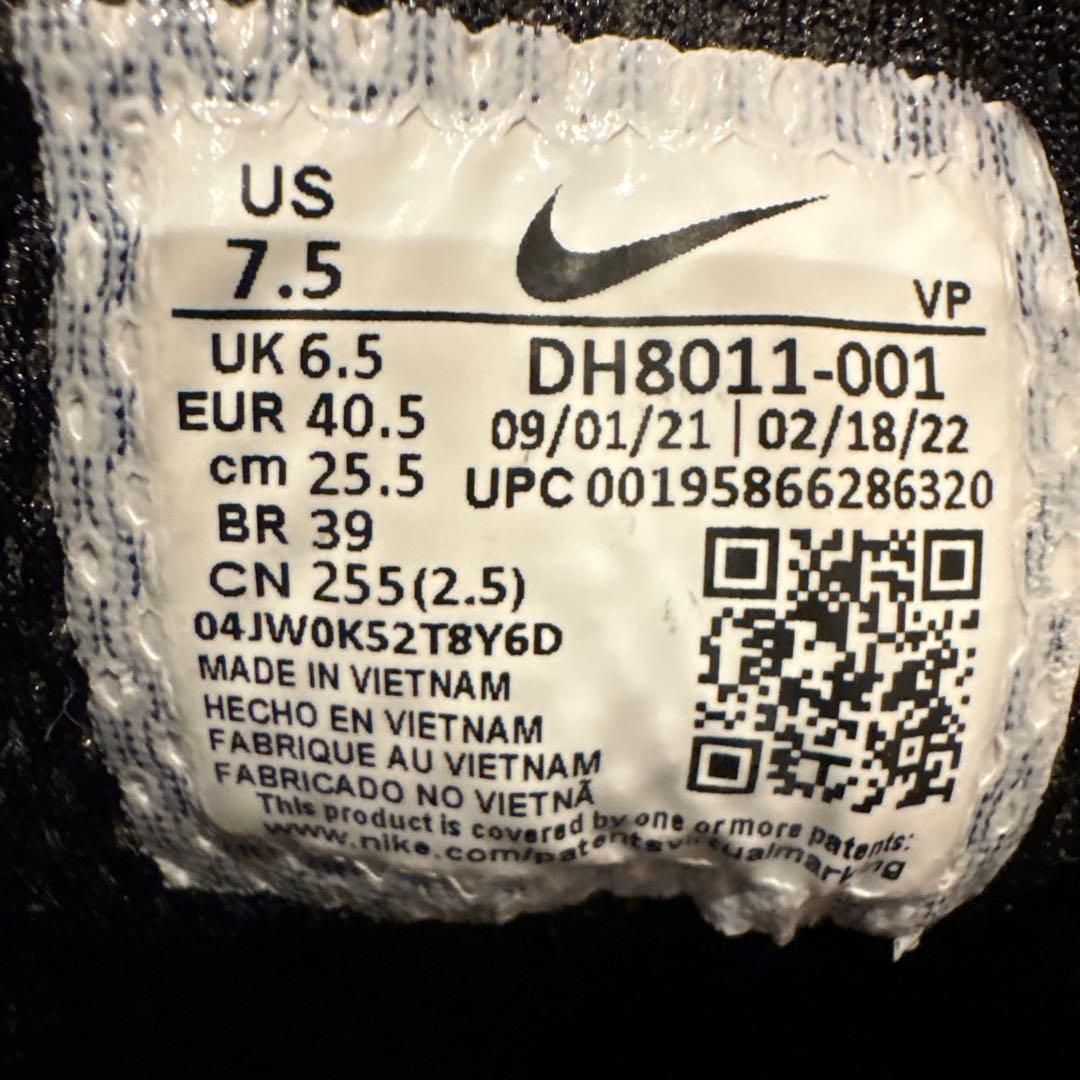 US
7.5
VP
UK 6.5
EUR 40.5
cm 25.5
BR 39
CN 255(2.5)
DH8011-001
09/01/21 | 02/18/22
UPC 00195866286320
04JW0K52T8Y6D
MADE IN VIETNAM
HECHO EN VIETNAM
FABRIQUE AU VIETNAM
FABRICADO NO VIETNÃ
This product is covered by one or more patents:
www.nike.com/patentsvirtualmarking